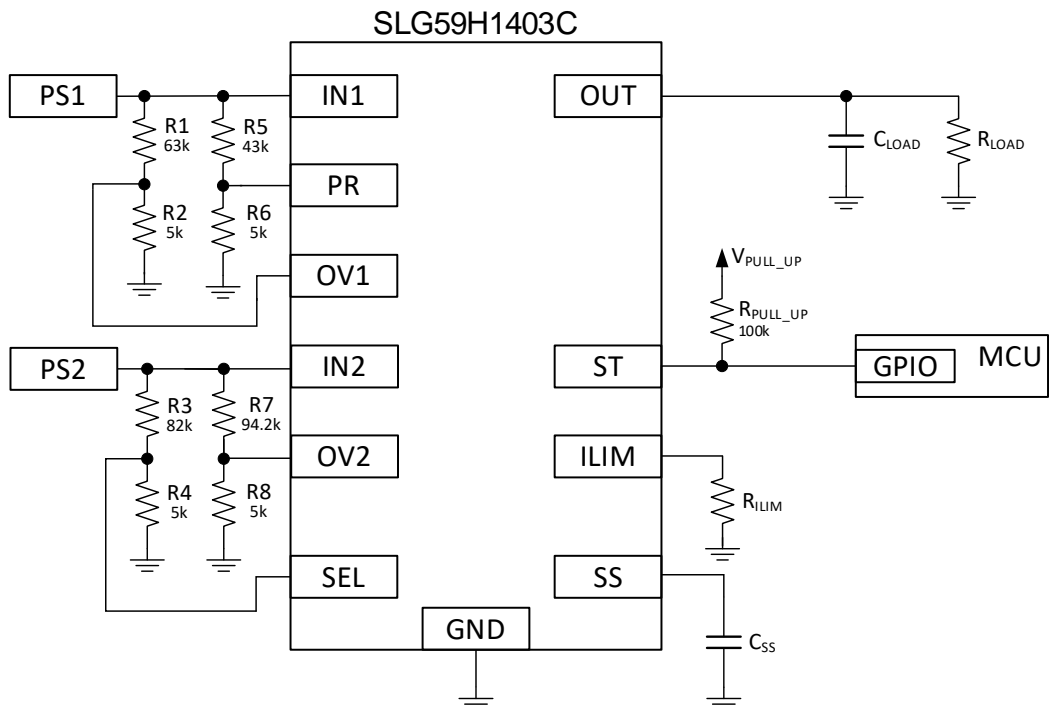 SLG59H1403C
PS1
IN1
OUT
R1
63k
R5
43k
C_LOAD
R_LOAD
PR
R2
5k
R6
5k
OV1
V_PULL_UP
R_PULL_UP
100k
PS2
IN2
ST
GPIO
MCU
R3
82k
R7
94.2k
OV2
ILIM
R4
5k
R8
5k
R_ILIM
SEL
SS
GND
C_SS